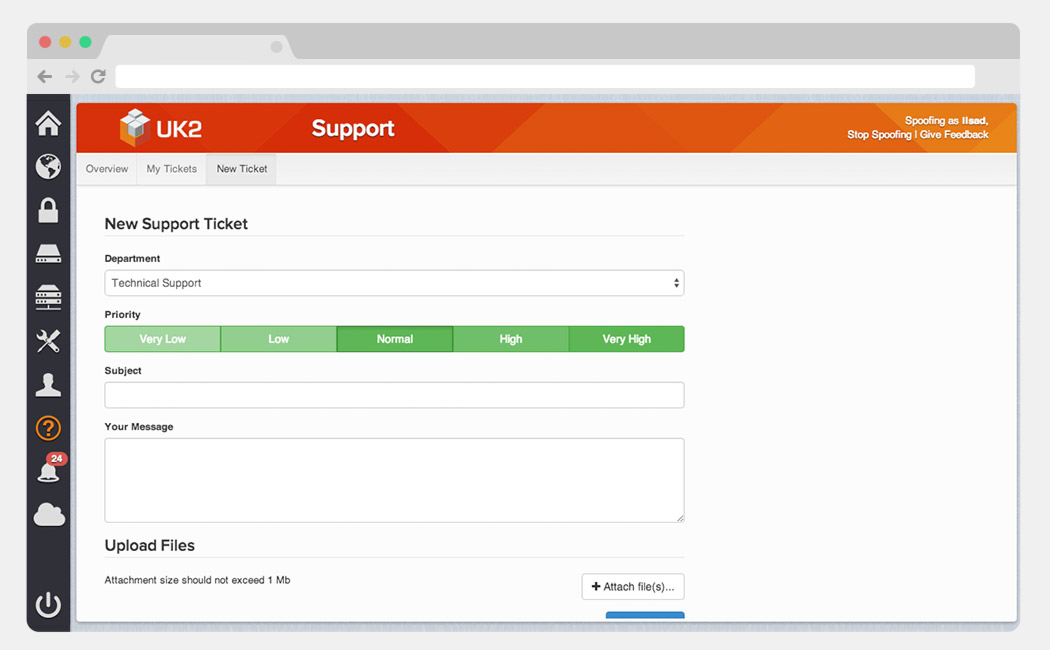 UK2
Support
Spoofing as llsad,
Stop Spoofing | Give Feedback
Overview
My Tickets
New Ticket
New Support Ticket
Department
Technical Support
Priority
Very Low
Low
Normal
High
Very High
Subject
Your Message
24
Upload Files
Attachment size should not exceed 1 Mb
+ Attach file(s)...